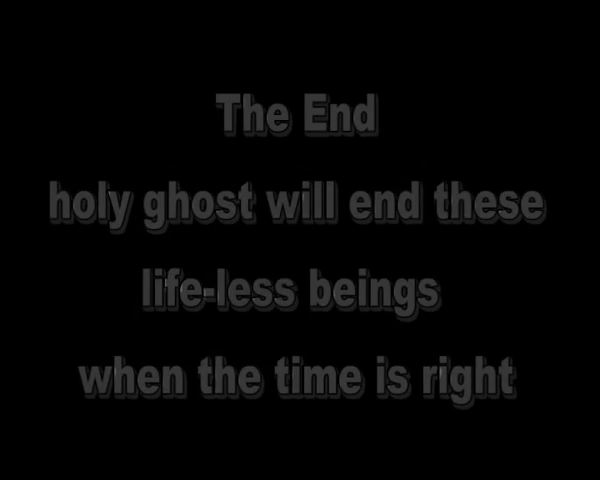 The End
holy ghost will end these
life-less beings
when the time is right